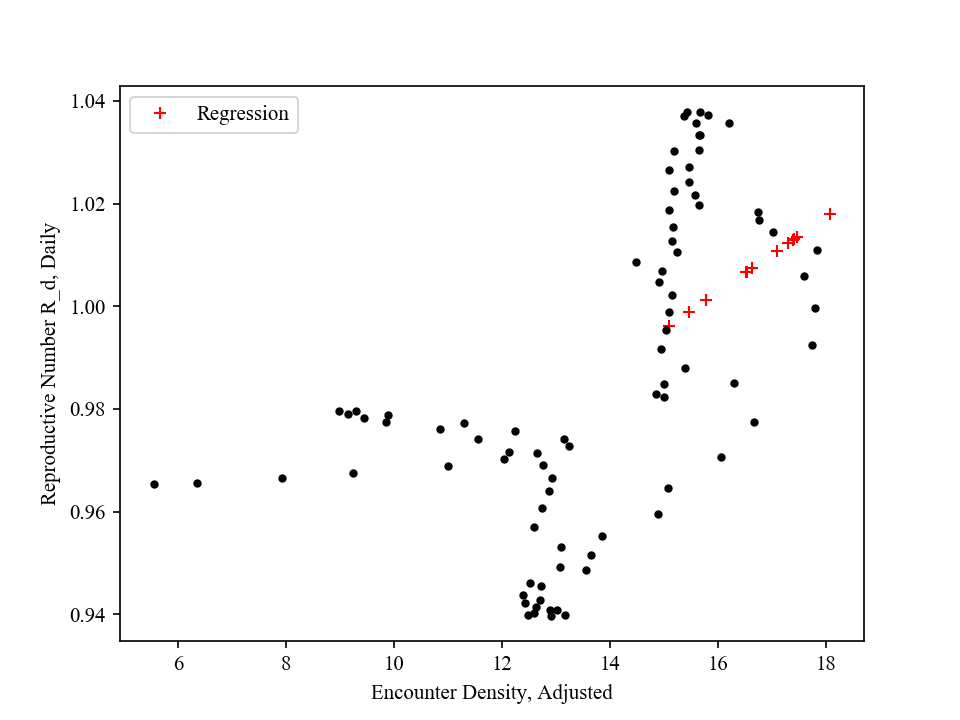 Regression
1.04
1.02
1.00
0.98
0.96
0.94
Reproductive Number R_d, Daily
6 8 10 12 14 16 18
Encounter Density, Adjusted